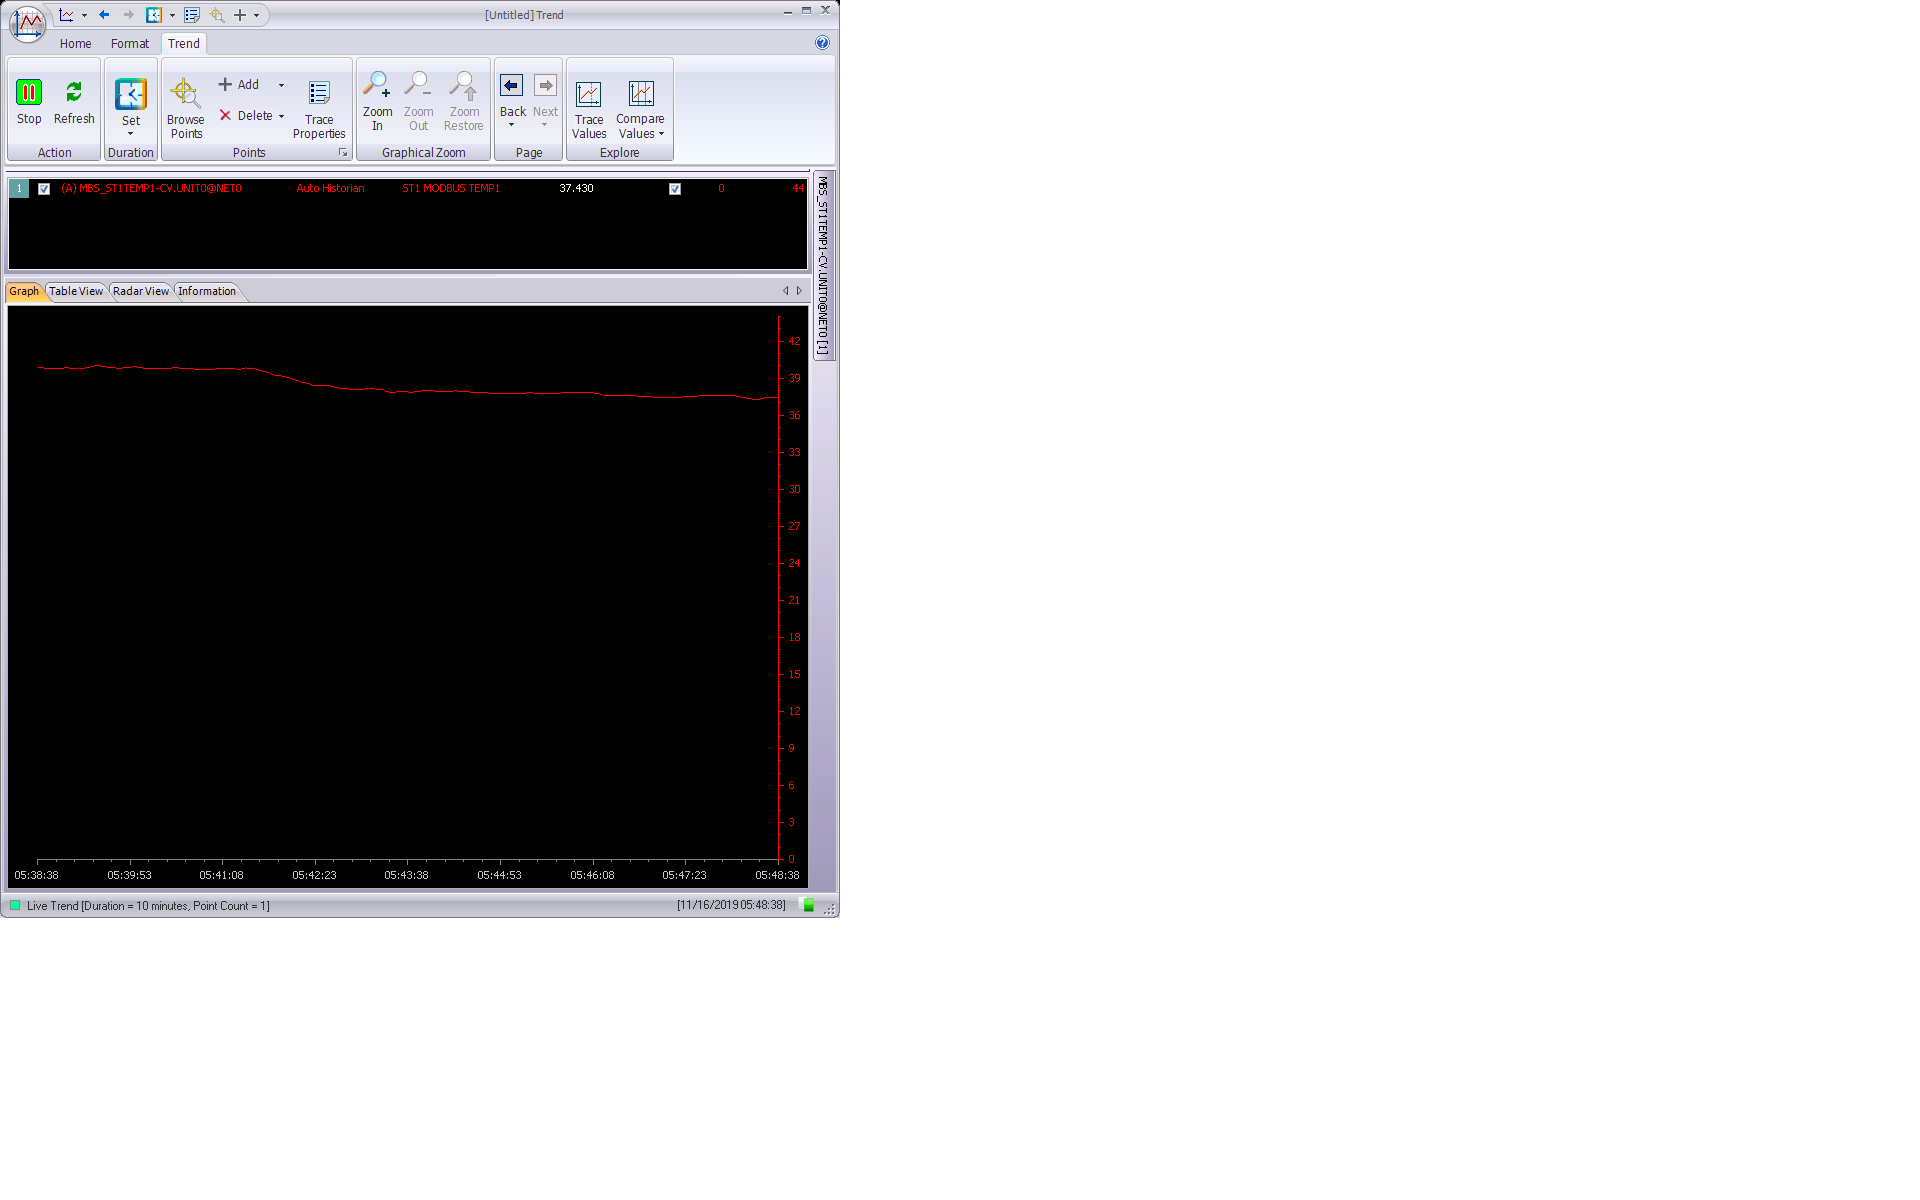 [Untitled] Trend
Home Format Trend
Stop Refresh Set Browse Points Add Delete Trace Properties Zoom In Zoom Out Zoom Restore Back Next Trace Values Compare Values
Action Duration Points Graphical Zoom Page Explore
1 (A) MBS_ST1TEMP1-CV.UNIT0@NET0 Auto Historian ST1 MODBUS TEMP1 37.430 0 44
MBS_ST1TEMP1-CV.UNIT0@NET0 [1]
Graph Table View Radar View Information
42
39
36
33
30
27
24
21
18
15
12
9
6
3
0
05:38:38 05:39:53 05:41:08 05:42:23 05:43:38 05:44:53 05:46:08 05:47:23 05:48:38
Live Trend [Duration = 10 minutes, Point Count = 1] [11/16/2019 05:48:38]